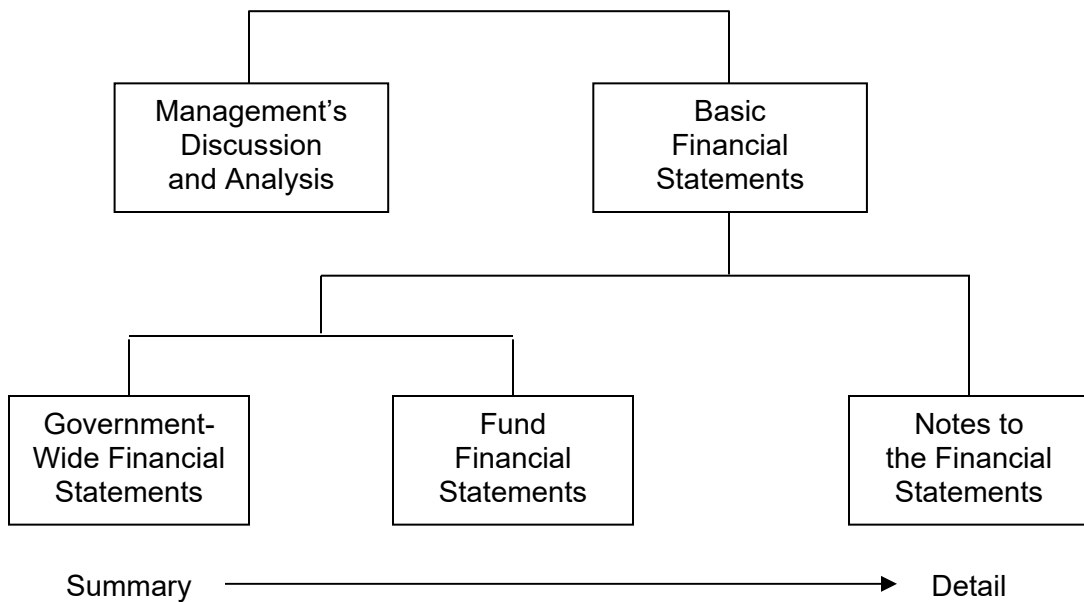 Management’s
Discussion
and Analysis
Basic
Financial
Statements
Government-
Wide Financial
Statements
Fund
Financial
Statements
Notes to
the Financial
Statements
Summary
Detail